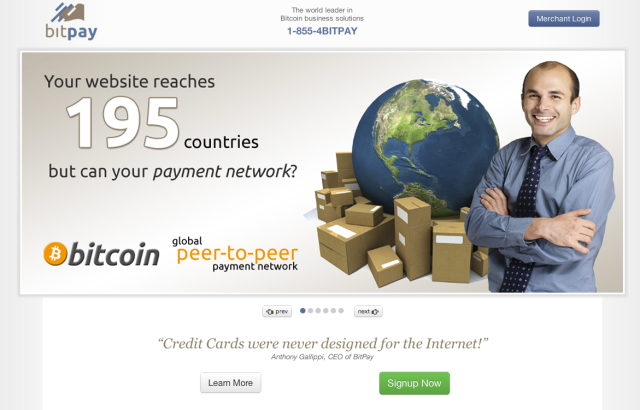 bitpay
The world leader in
Bitcoin business solutions
1-855-4BITPAY
Merchant Login
Your website reaches
195 countries
but can your payment network?
bitcoin
global
peer-to-peer
payment network
prev
next
“Credit Cards were never designed for the Internet!”
Anthony Gallippi, CEO of BitPay
Learn More
Signup Now